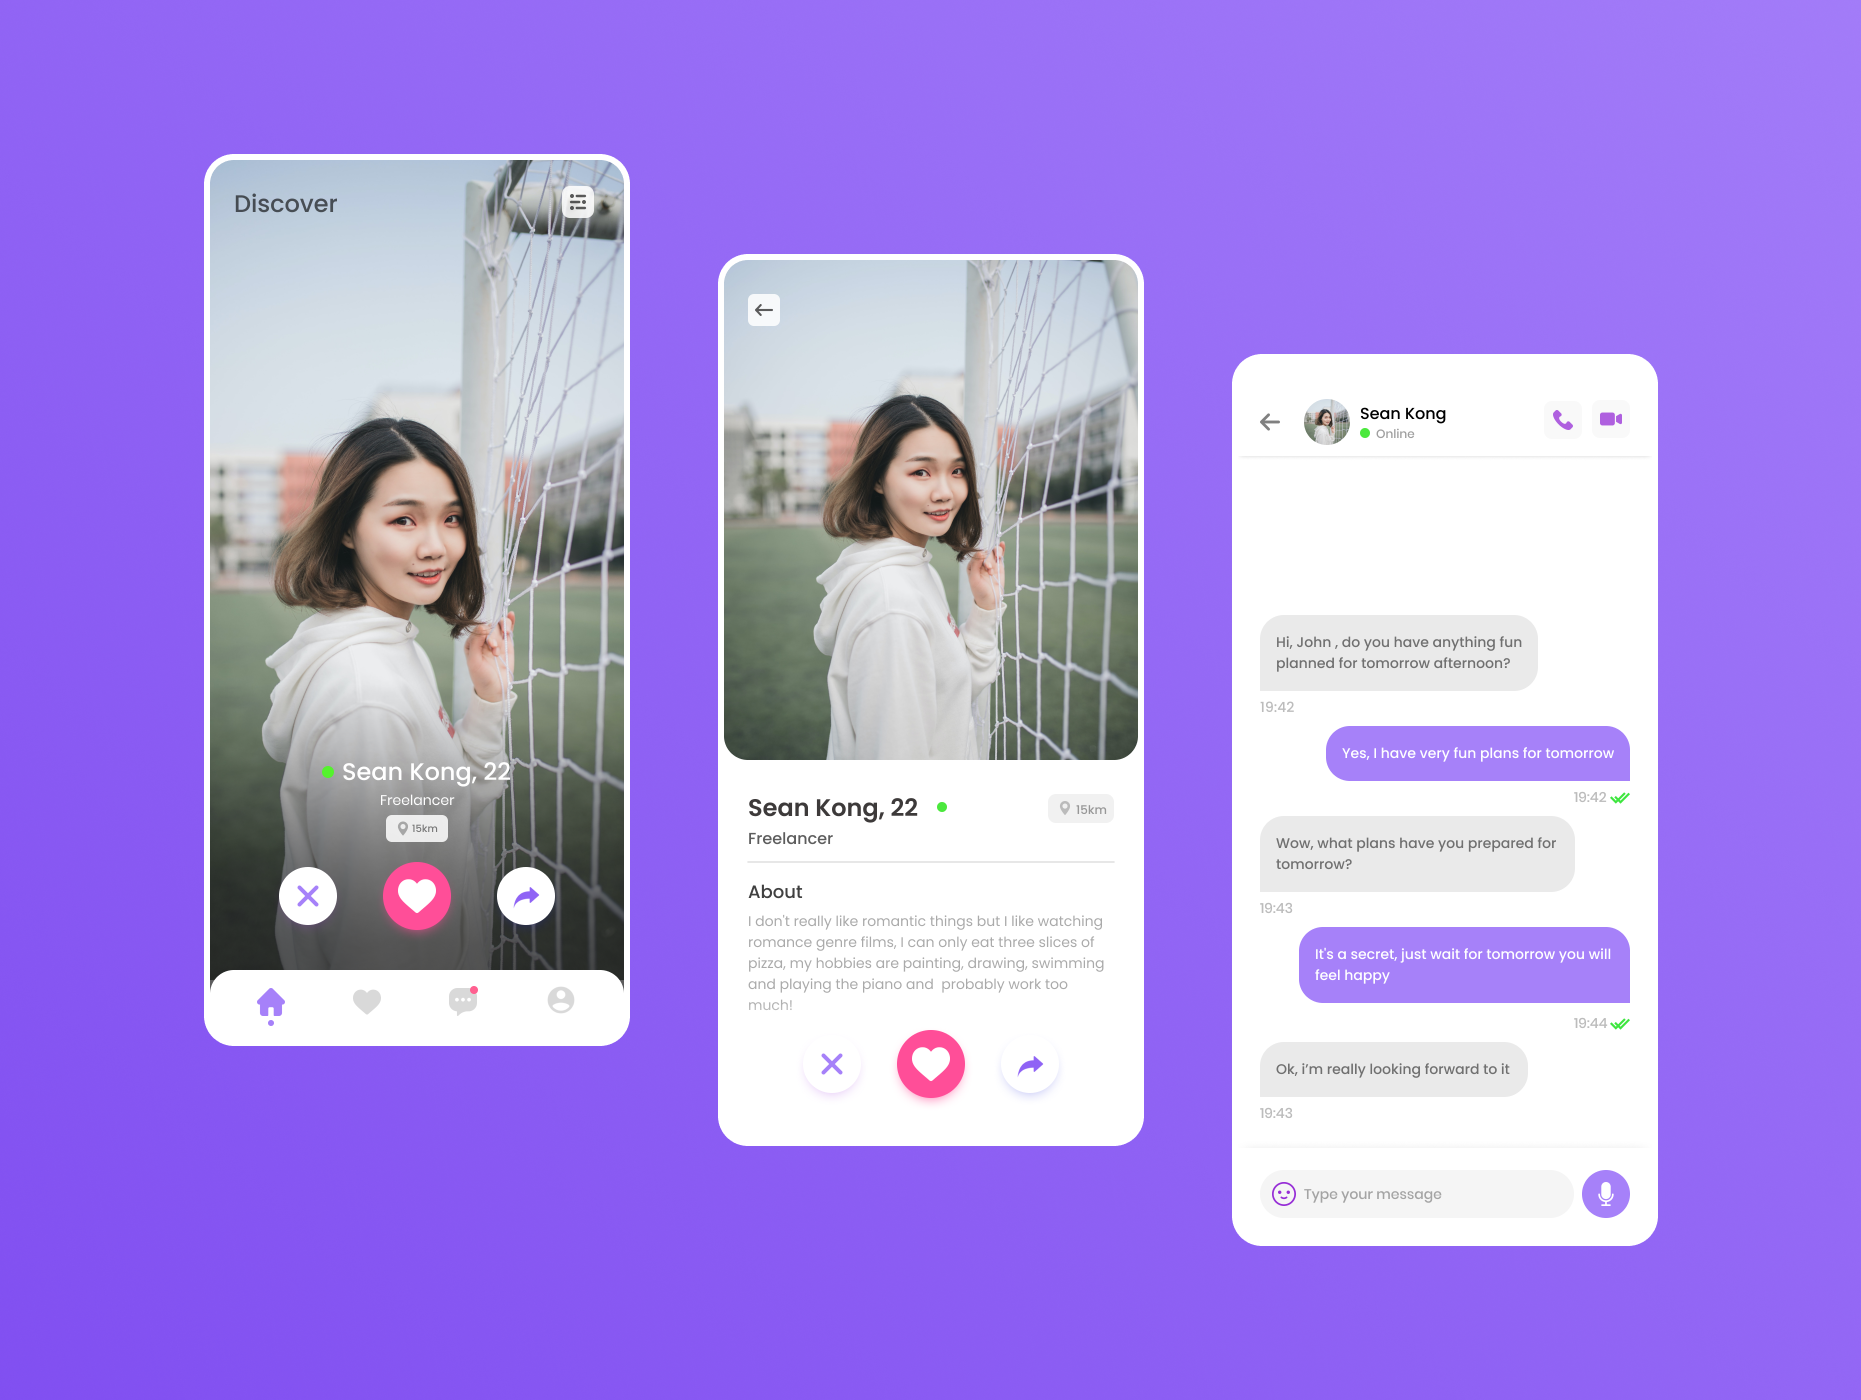 Discover
Sean Kong, 22
Freelancer
15km
Sean Kong, 22
15km
Freelancer
About
I don't really like romantic things but I like watching
romance genre films, I can only eat three slices of
pizza, my hobbies are painting, drawing, swimming
and playing the piano and  probably work too
much!
Sean Kong
Online
Hi, John , do you have anything fun
planned for tomorrow afternoon?
19:42
Yes, I have very fun plans for tomorrow
19:42
Wow, what plans have you prepared for
tomorrow?
19:43
It's a secret, just wait for tomorrow you will
feel happy
19:44
Ok, i’m really looking forward to it
19:43
Type your message